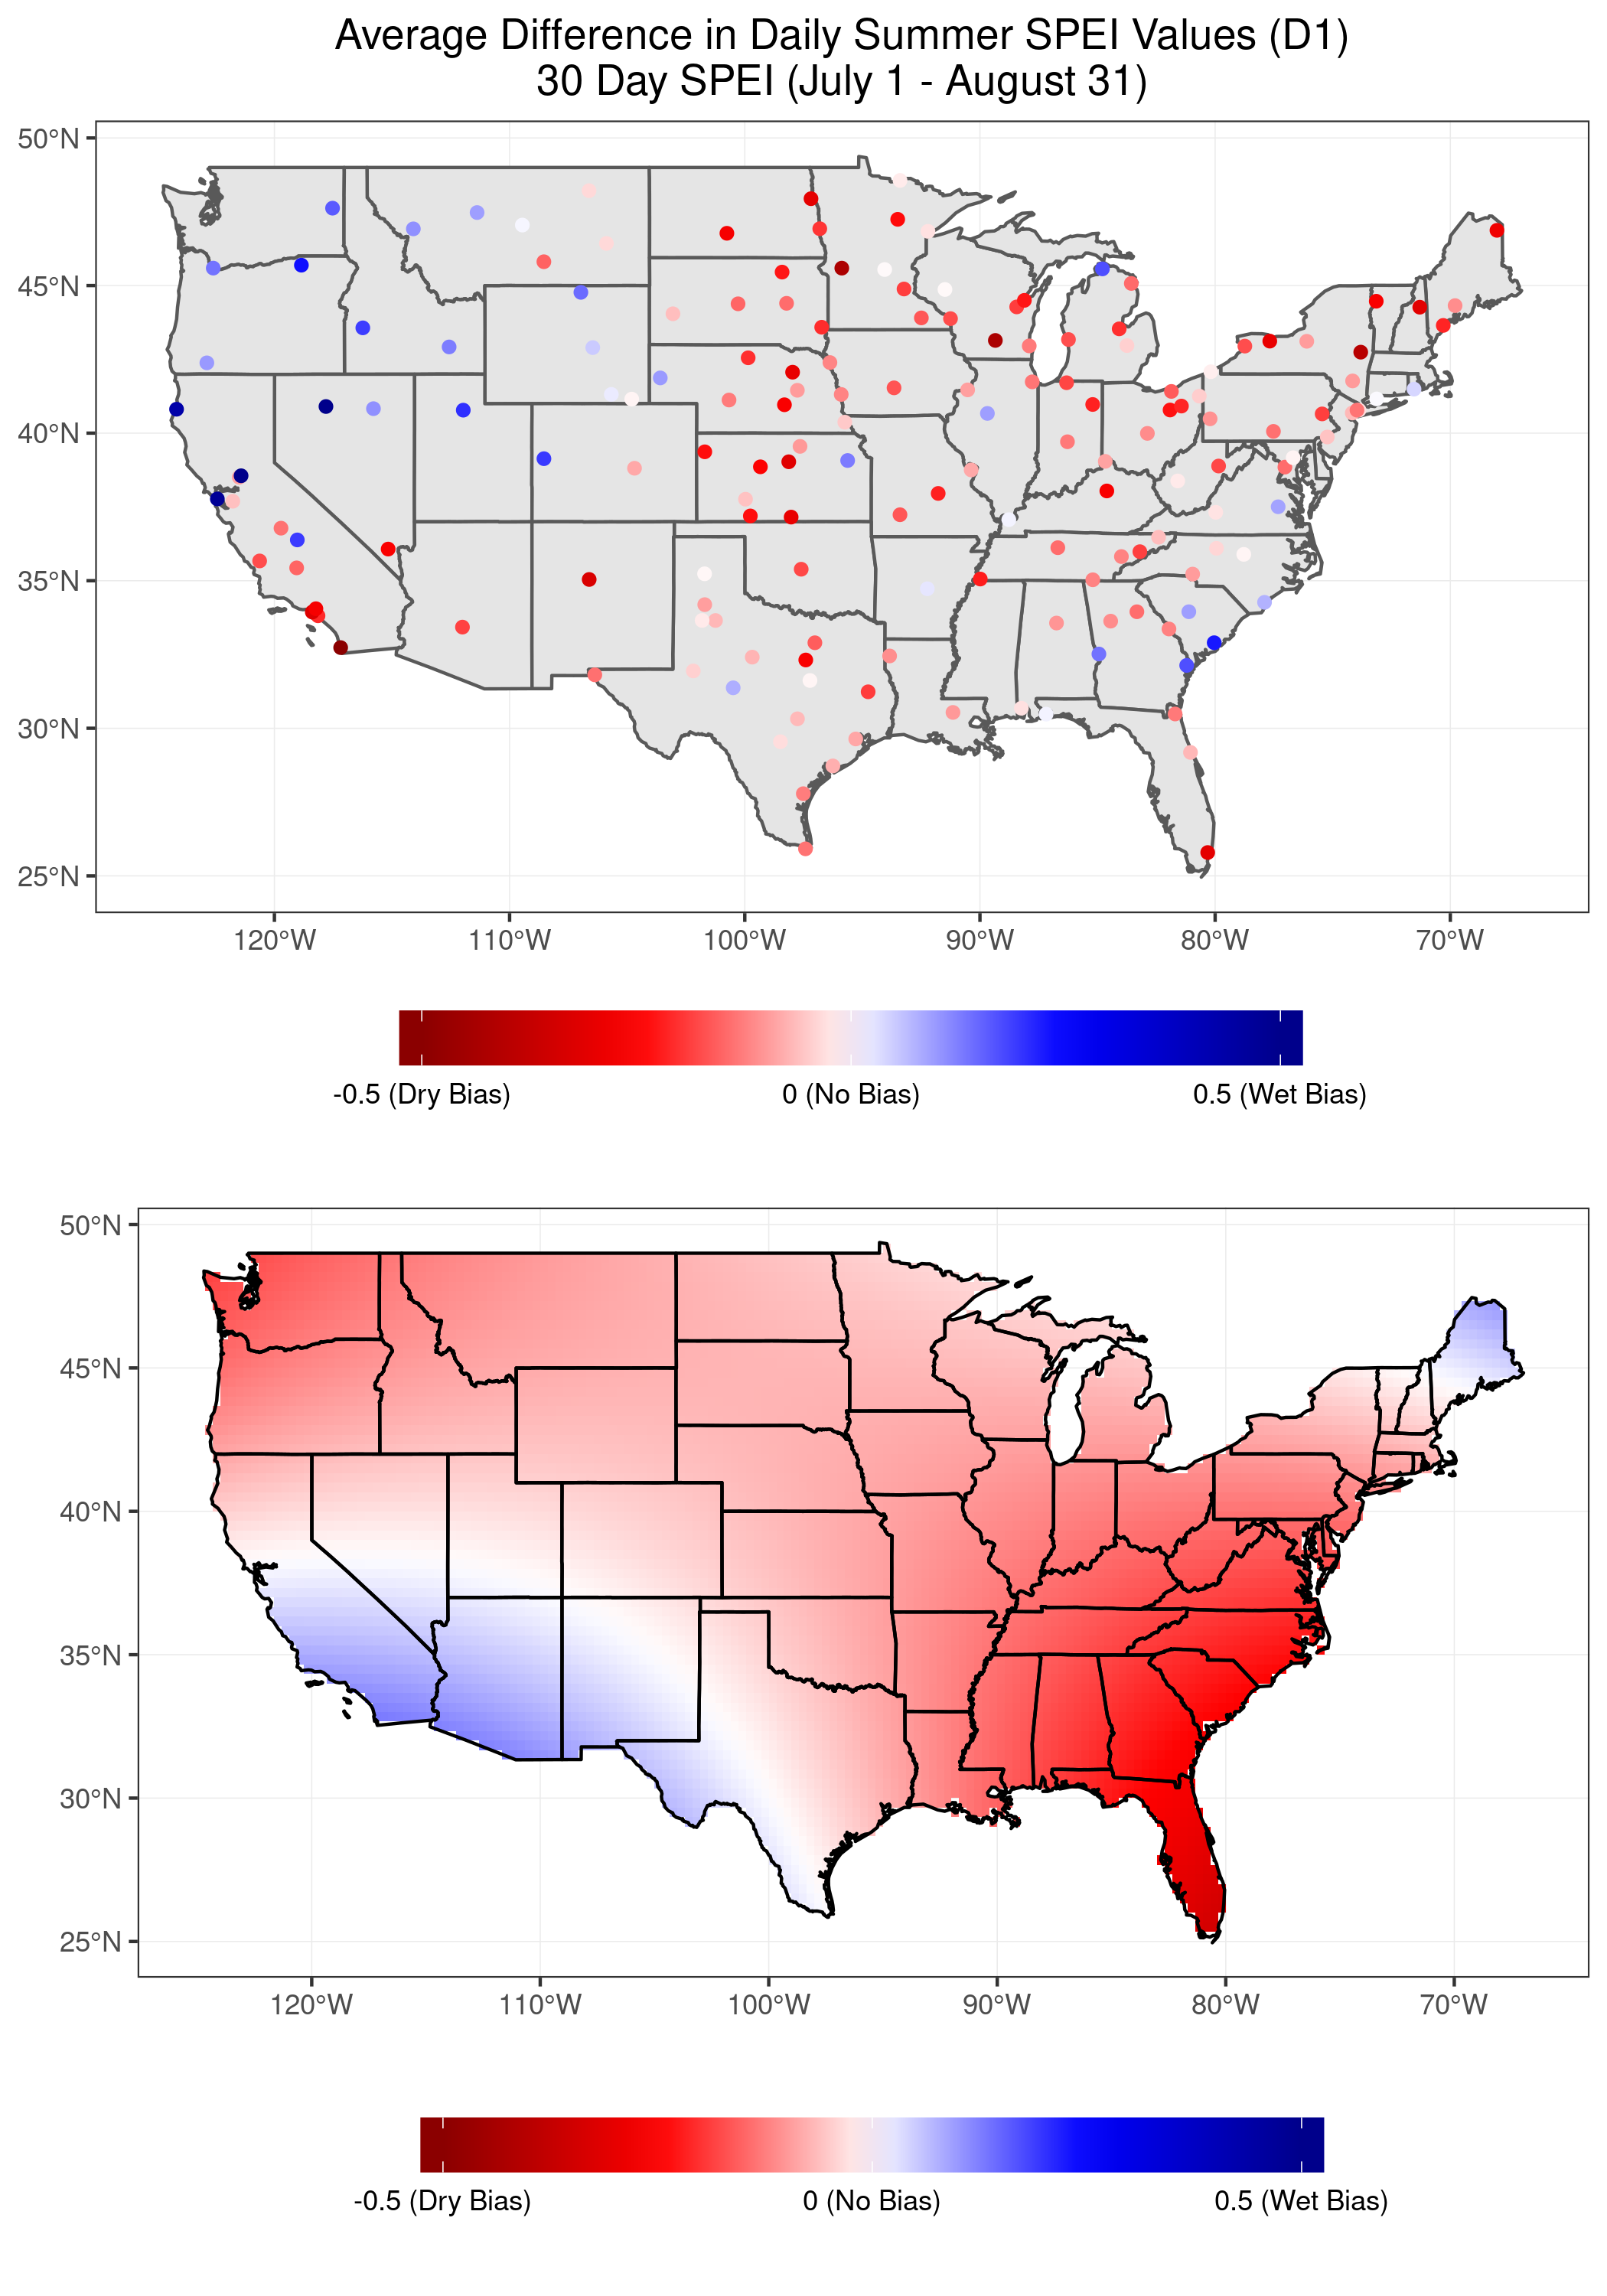 Average Difference in Daily Summer SPEI Values (D1)
30 Day SPEI (July 1 - August 31)
50°N
45°N
40°N
35°N
30°N
25°N
120°W 110°W 100°W 90°W 80°W 70°W
-0.5 (Dry Bias) 0 (No Bias) 0.5 (Wet Bias)
50°N
45°N
40°N
35°N
30°N
25°N
120°W 110°W 100°W 90°W 80°W 70°W
-0.5 (Dry Bias) 0 (No Bias) 0.5 (Wet Bias)